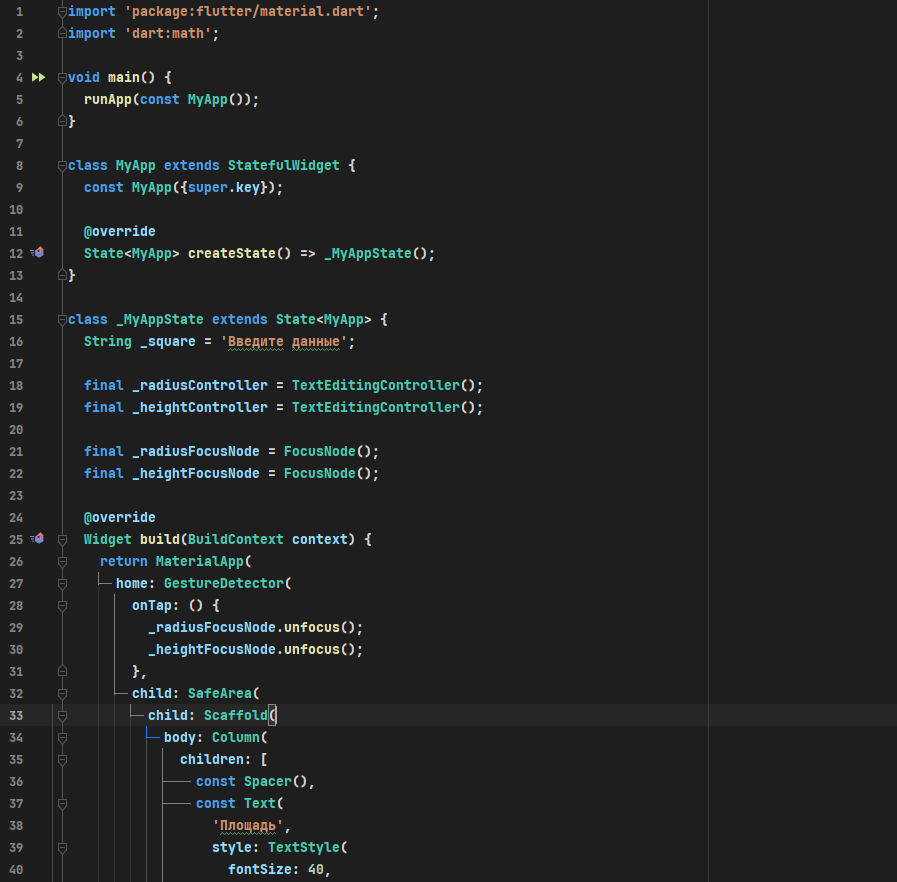 1 import 'package:flutter/material.dart';
2 import 'dart:math';
3
4 void main() {
5   runApp(const MyApp());
6 }
7
8 class MyApp extends StatefulWidget {
9   const MyApp({super.key});
10
11   @override
12   State<MyApp> createState() => _MyAppState();
13 }
14
15 class _MyAppState extends State<MyApp> {
16   String _square = 'Введите данные';
17
18   final _radiusController = TextEditingController();
19   final _heightController = TextEditingController();
20
21   final _radiusFocusNode = FocusNode();
22   final _heightFocusNode = FocusNode();
23
24   @override
25   Widget build(BuildContext context) {
26     return MaterialApp(
27       home: GestureDetector(
28         onTap: () {
29           _radiusFocusNode.unfocus();
30           _heightFocusNode.unfocus();
31         },
32         child: SafeArea(
33           child: Scaffold(
34             body: Column(
35               children: [
36                 const Spacer(),
37                 const Text(
38                   'Площадь',
39                   style: TextStyle(
40                     fontSize: 40,